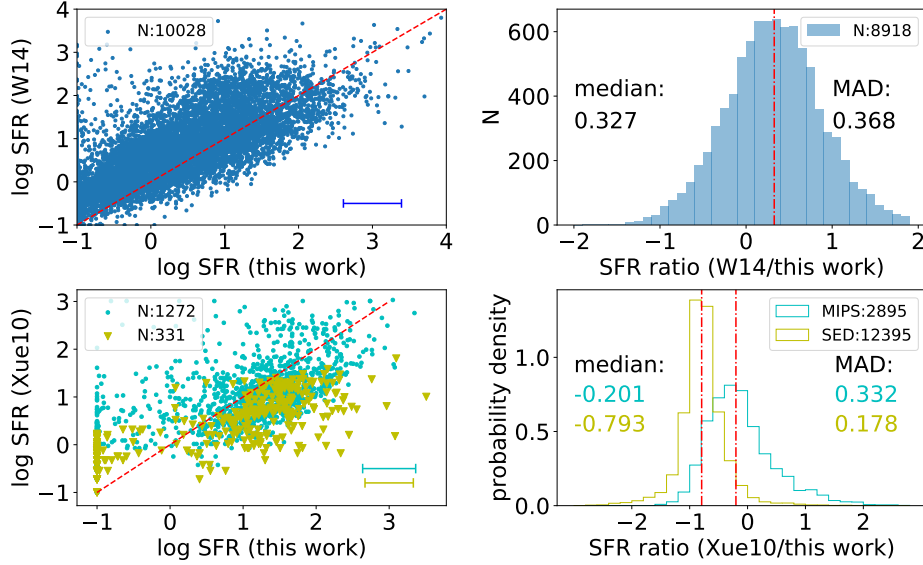 4
3
2
1
0
−1
−1
0
1
2
3
4
log SFR (W14)
log SFR (this work)
N:10028
600
400
200
0
−2
−1
0
1
2
N
SFR ratio (W14/this work)
N:8918
median:
0.327
MAD:
0.368
3
2
1
0
−1
−1
0
1
2
3
log SFR (Xue10)
log SFR (this work)
N:1272
N:331
1.0
0.5
0.0
−2
−1
0
1
2
probability density
SFR ratio (Xue10/this work)
MIPS:2895
SED:12395
median:
-0.201
-0.793
MAD:
0.332
0.178